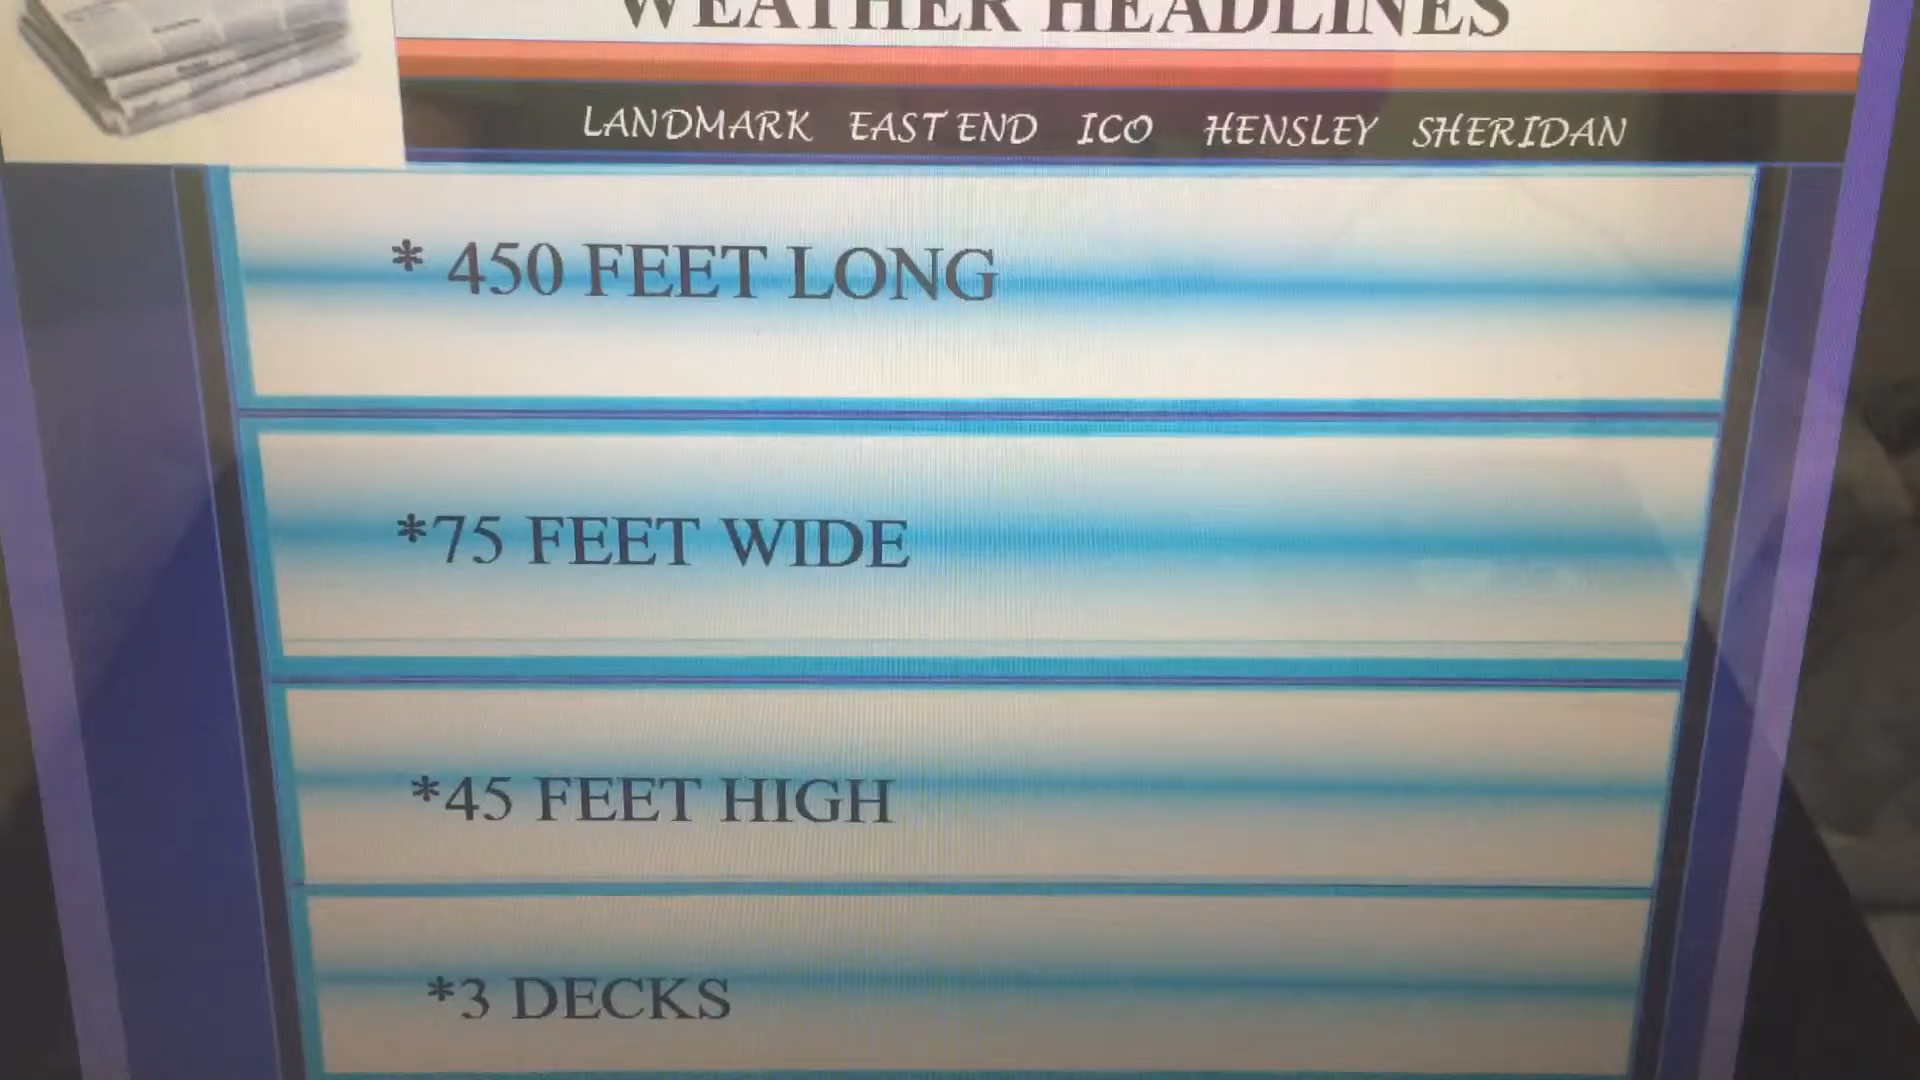 WEATHER HEADLINES
LANDMARK EAST END ICO HENSLEY SHERIDAN
* 450 FEET LONG
*75 FEET WIDE
*45 FEET HIGH
*3 DECKS